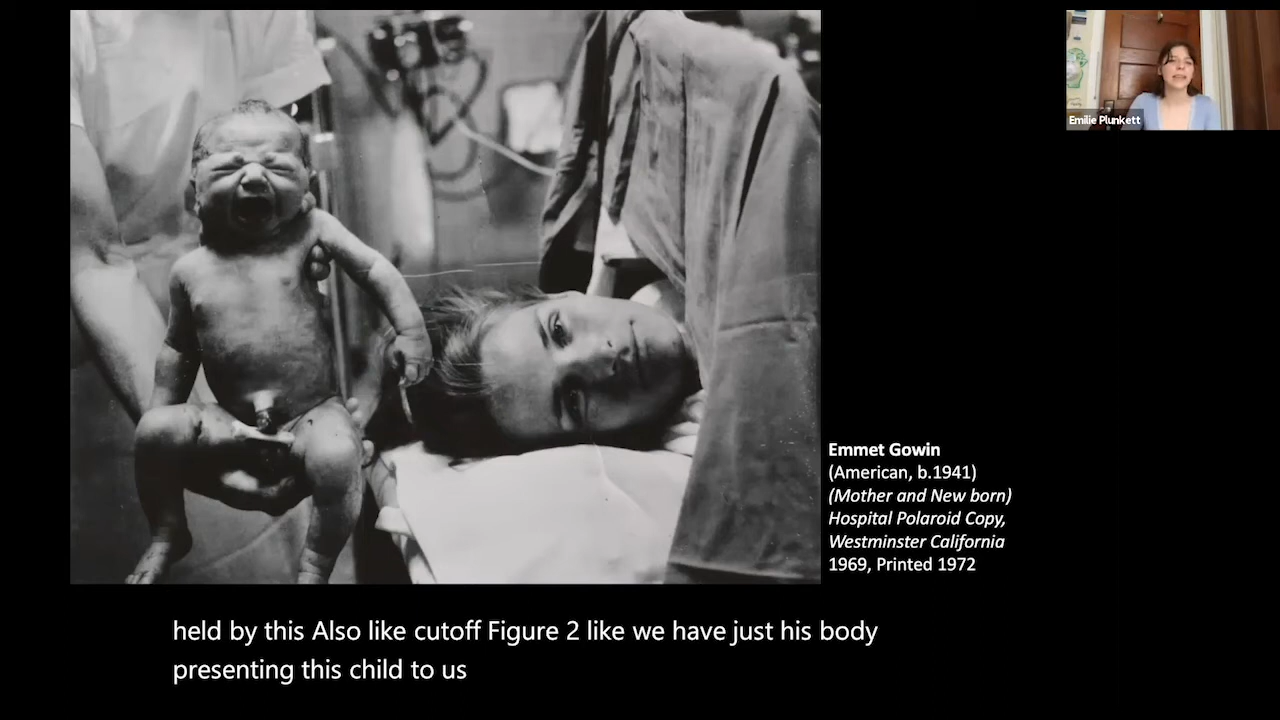 Emilie Plunkett
Emmet Gowin
(American, b.1941)
(Mother and New born)
Hospital Polaroid Copy,
Westminster California
1969, Printed 1972
held by this Also like cutoff Figure 2 like we have just his body
presenting this child to us